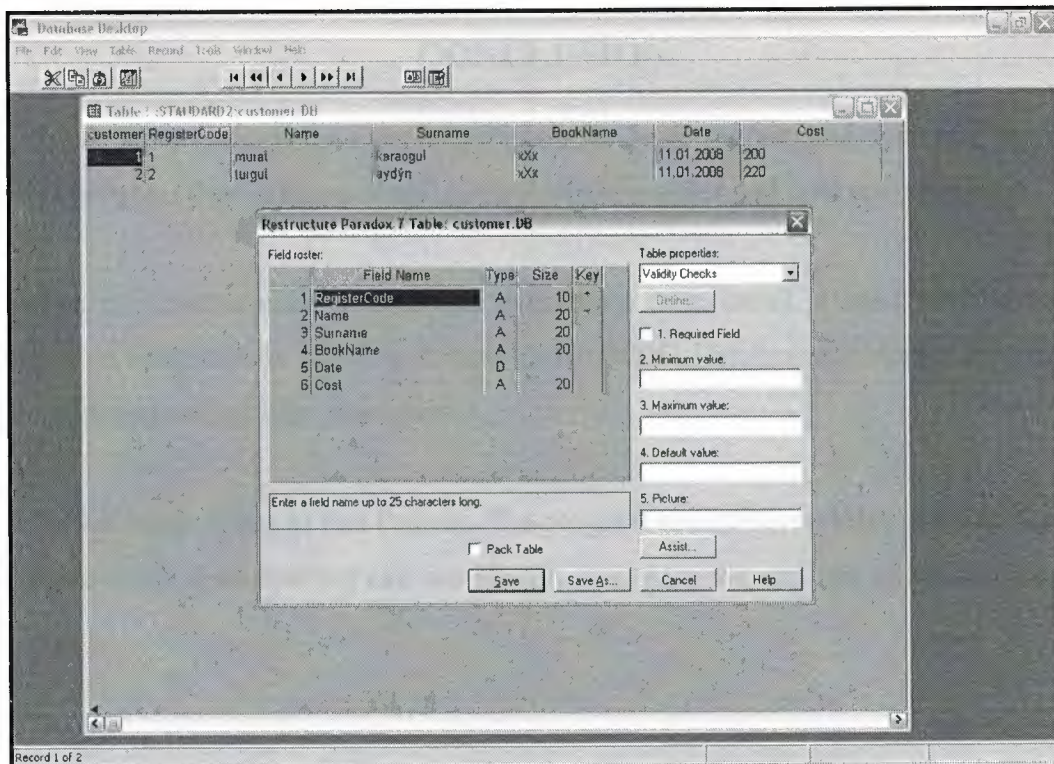 Database Desktop
File Edit View Table Record Tools Window Help
Table : :STANDARD2:customer.DB
customer RegisterCode Name Surname BookName Date Cost
1 1 murat karaogul xXx 11.01.2008 200
2 2 turgut aydýn xXx 11.01.2008 220
Restructure Paradox 7 Table: customer.DB
Field roster:
Table properties:
Field Name Type Size Key
Validity Checks
Define...
1 RegisterCode A 10 *
2 Name A 20 *
3 Surname A 20
4 BookName A 20
5 Date D
6 Cost A 20
1. Required Field
2. Minimum value:
3. Maximum value:
4. Default value:
5. Picture:
Enter a field name up to 25 characters long.
Pack Table
Assist...
Save Save As... Cancel Help
Record 1 of 2